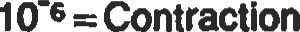 10⁻⁶ = Contraction